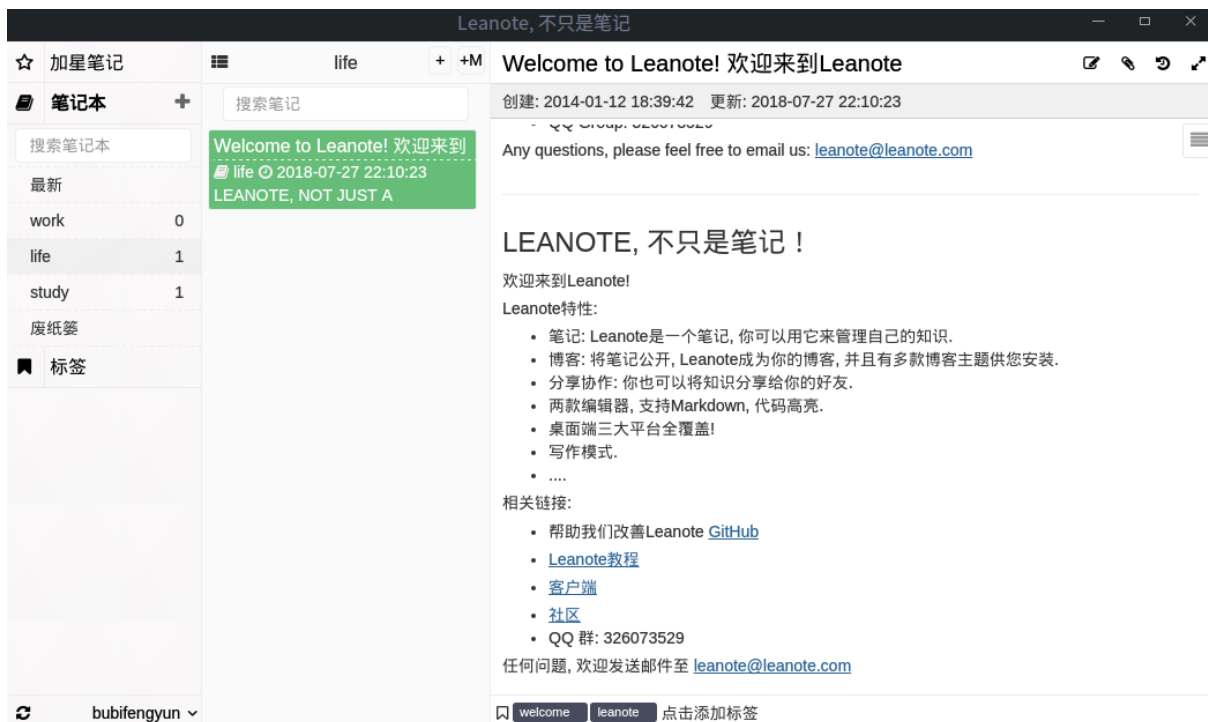 Leanote, 不只是笔记
加星笔记
笔记本
搜索笔记本
最新
work 0
life 1
study 1
废纸篓
标签
bubifengyun
life
+ +M
搜索笔记
Welcome to Leanote! 欢迎来到
life 2018-07-27 22:10:23
LEANOTE, NOT JUST A
Welcome to Leanote! 欢迎来到Leanote
创建: 2014-01-12 18:39:42 更新: 2018-07-27 22:10:23
QQ Group: 326073529
Any questions, please feel free to email us: leanote@leanote.com
LEANOTE, 不只是笔记！
欢迎来到Leanote!
Leanote特性:
笔记: Leanote是一个笔记, 你可以用它来管理自己的知识.
博客: 将笔记公开, Leanote成为你的博客, 并且有多款博客主题供您安装.
分享协作: 你也可以将知识分享给你的好友.
两款编辑器, 支持Markdown, 代码高亮.
桌面端三大平台全覆盖!
写作模式.
....
相关链接:
帮助我们改善Leanote GitHub
Leanote教程
客户端
社区
QQ 群: 326073529
任何问题, 欢迎发送邮件至 leanote@leanote.com
welcome leanote 点击添加标签